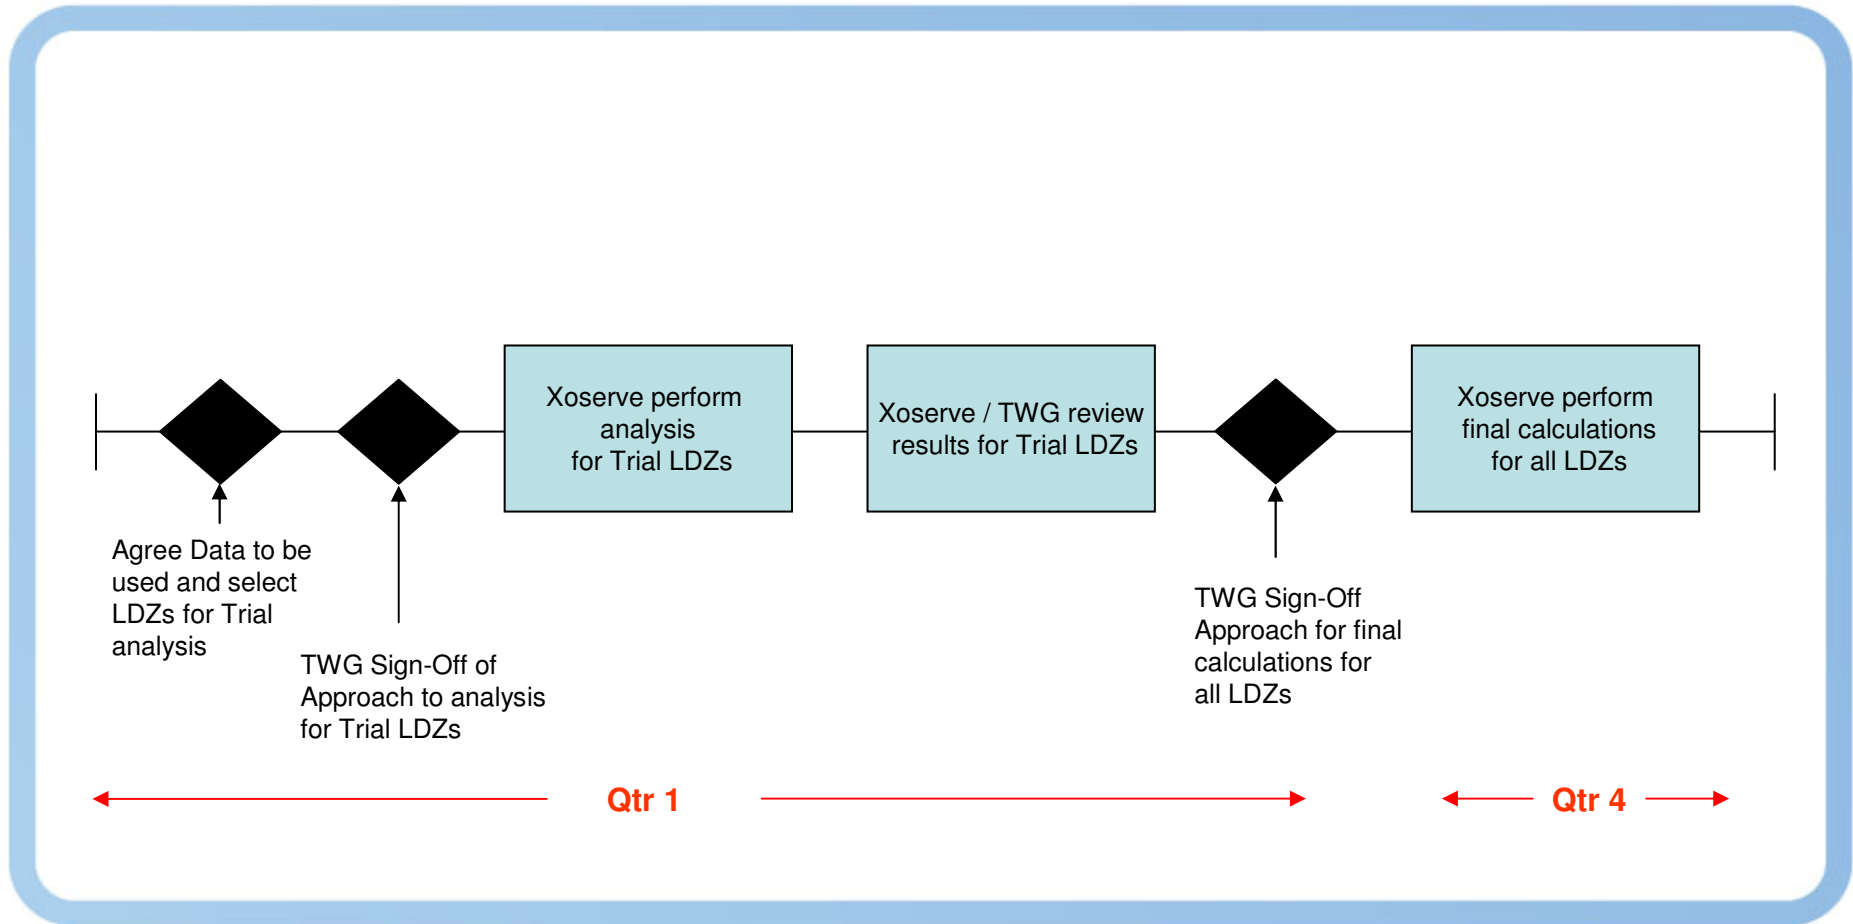 Xoserve perform
analysis
for Trial LDZs
Xoserve / TWG review
results for Trial LDZs
Xoserve perform
final calculations
for all LDZs
Agree Data to be
used and select
LDZs for Trial
analysis
TWG Sign-Off of
Approach to analysis
for Trial LDZs
TWG Sign-Off
Approach for final
calculations for
all LDZs
Qtr 1
Qtr 4